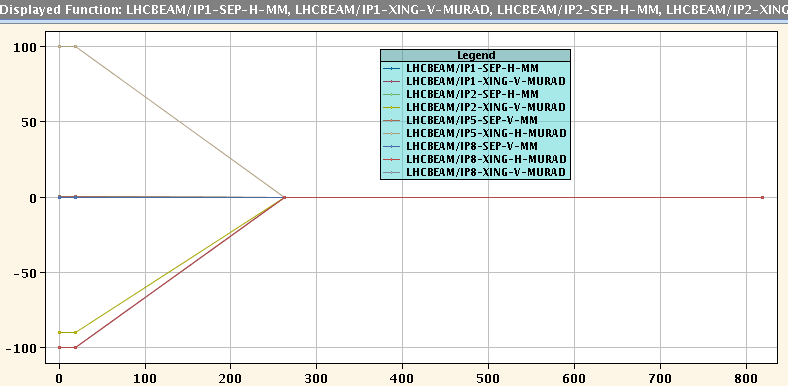 Displayed Function: LHCBEAM/IP1-SEP-H-MM, LHCBEAM/IP1-XING-V-MURAD, LHCBEAM/IP2-SEP-H-MM, LHCBEAM/IP2-XING
Legend
LHCBEAM/IP1-SEP-H-MM
LHCBEAM/IP1-XING-V-MURAD
LHCBEAM/IP2-SEP-H-MM
LHCBEAM/IP2-XING-V-MURAD
LHCBEAM/IP5-SEP-V-MM
LHCBEAM/IP5-XING-H-MURAD
LHCBEAM/IP8-SEP-V-MM
LHCBEAM/IP8-XING-H-MURAD
LHCBEAM/IP8-XING-V-MURAD
100
50
0
-50
-100
0 100 200 300 400 500 600 700 800